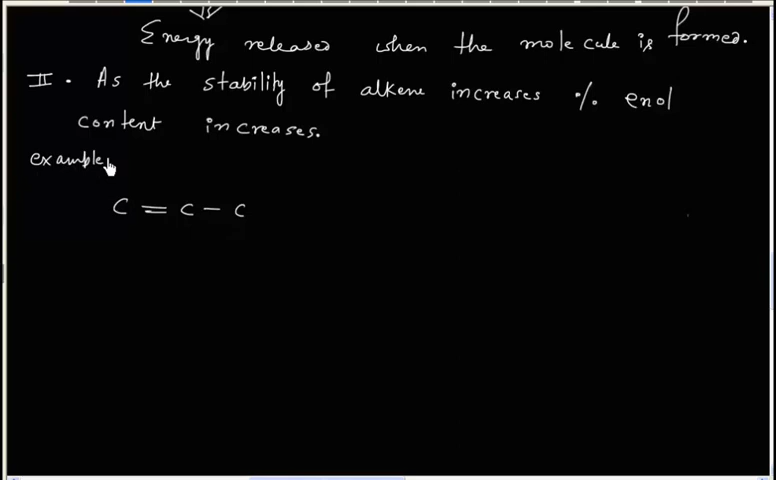 Energy released when the molecule is formed.
II. As the stability of alkene increases % enol
content increases.
example
C = C - C